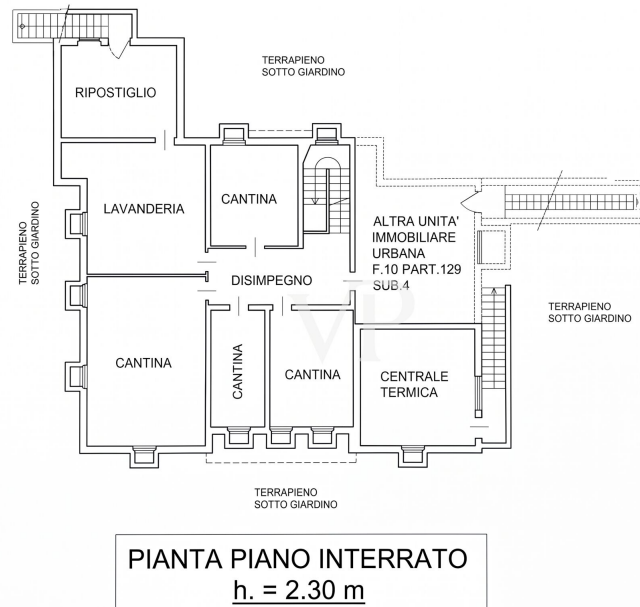 TERRAPIENO
SOTTO GIARDINO
RIPOSTIGLIO
LAVANDERIA
CANTINA
TERRAPIENO
SOTTO GIARDINO
ALTRA UNITA'
IMMOBILIARE
URBANA
F.10 PART.129
SUB.4
DISIMPEGNO
TERRAPIENO
SOTTO GIARDINO
CANTINA
CANTINA
CANTINA
CENTRALE
TERMICA
TERRAPIENO
SOTTO GIARDINO
VP
PIANTA PIANO INTERRATO
h. = 2.30 m